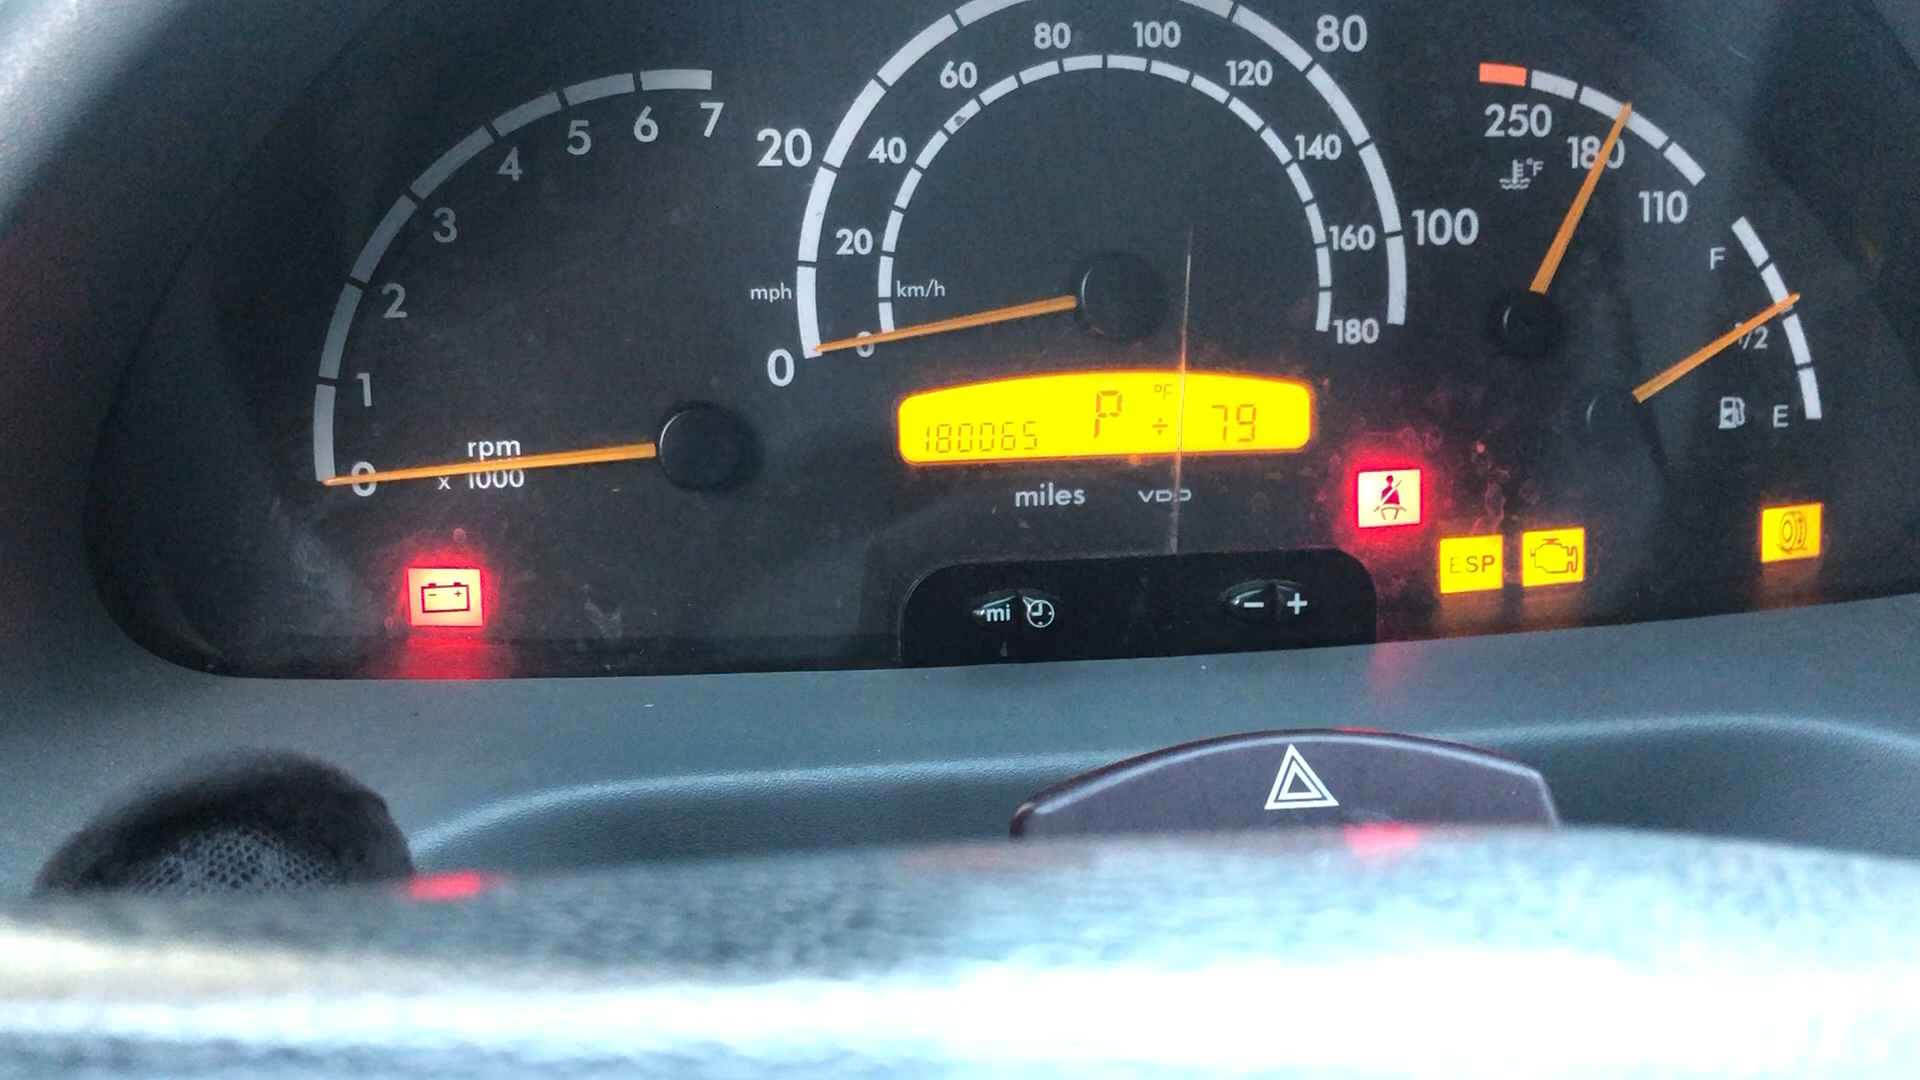 0 1 2 3 4 5 6 7
rpm
x 1000
0 20 80 100
mph
0 20 40 60 80 100 120 140 160 180
km/h
250 180 110
°F
F
1/2
E
180065 P °F 79
miles VDO
ESP
mi
- +